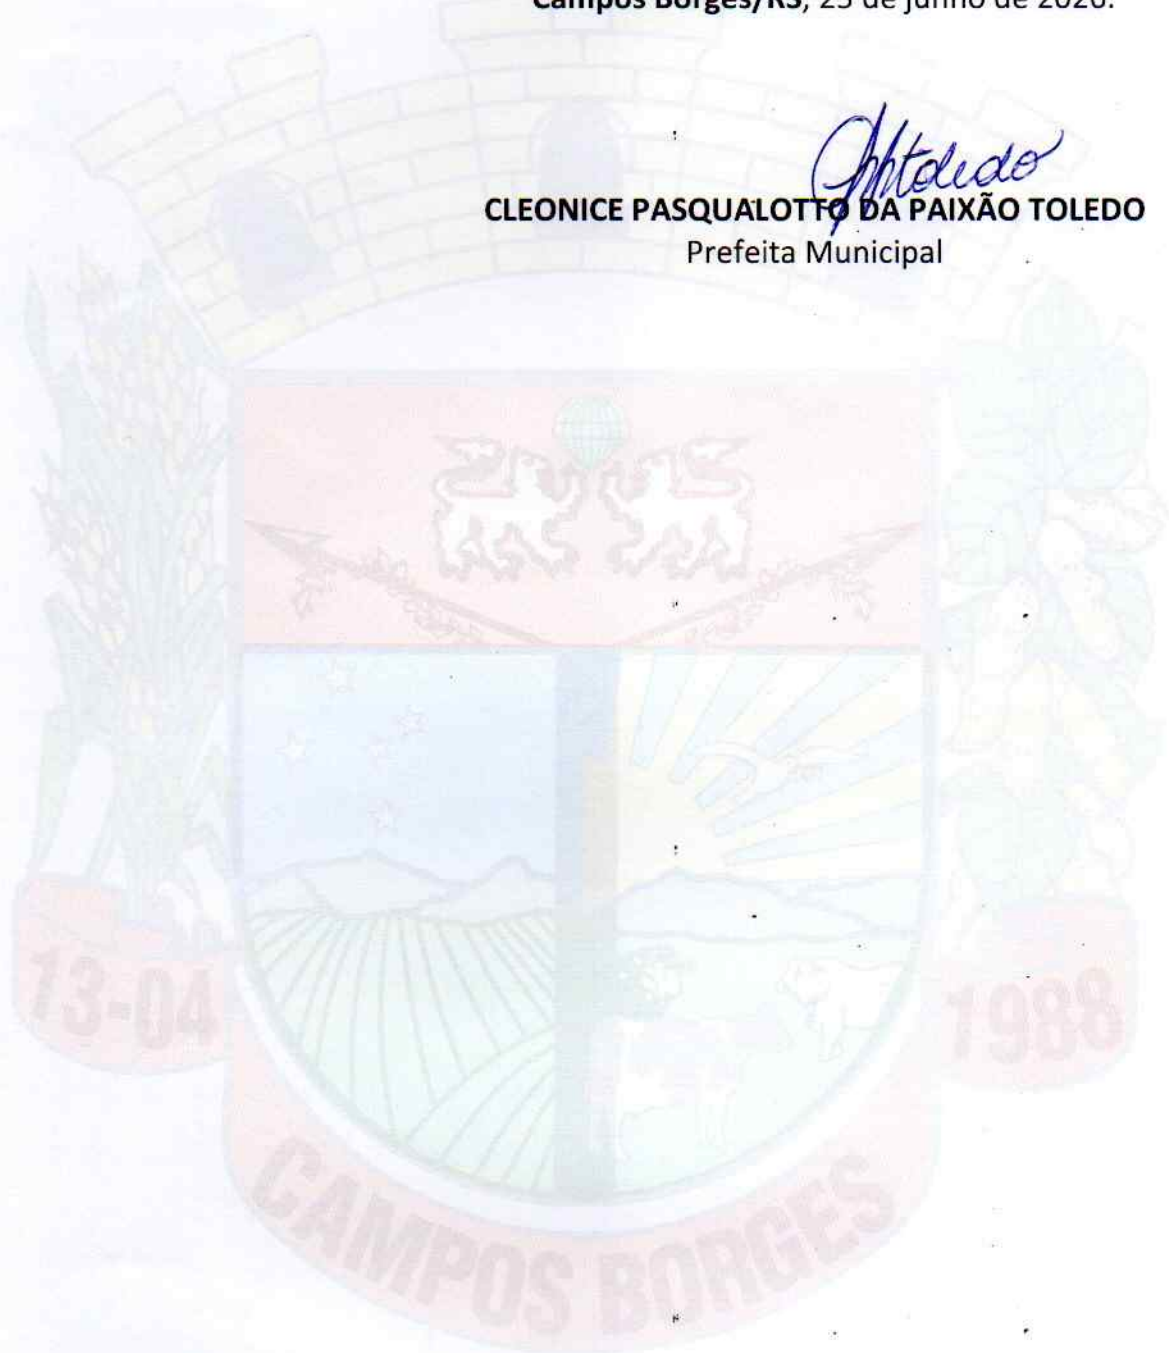 Campos Borges/RS, 25 de junho de 2020.
CLEONICE PASQUALOTTO DA PAIXÃO TOLEDO
Prefeita Municipal
13-04
1988
CAMPOS BORGES